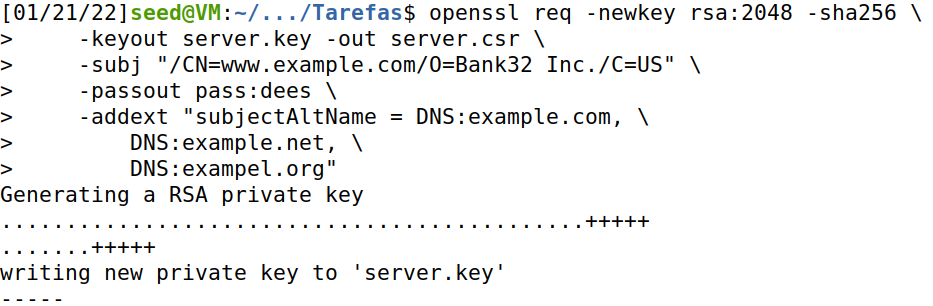 [01/21/22]seed@VM:~/.../Tarefas$ openssl req -newkey rsa:2048 -sha256 \
>     -keyout server.key -out server.csr \
>     -subj "/CN=www.example.com/O=Bank32 Inc./C=US" \
>     -passout pass:dees \
>     -addext "subjectAltName = DNS:example.com, \
>         DNS:example.net, \
>         DNS:exampel.org"
Generating a RSA private key
.............................................+++++
.......+++++
writing new private key to 'server.key'
-----